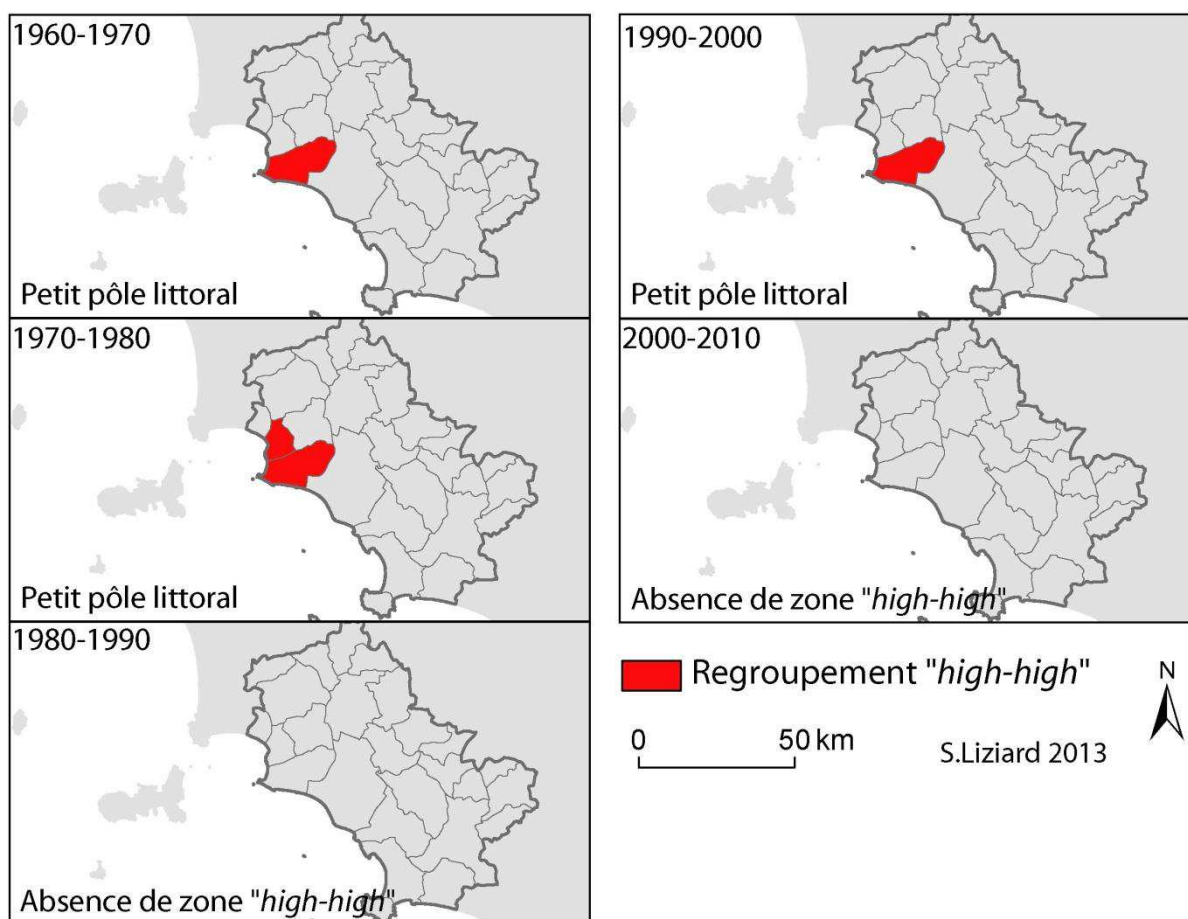 1960-1970
Petit pôle littoral
1970-1980
Petit pôle littoral
1980-1990
Absence de zone "high-high"
1990-2000
Petit pôle littoral
2000-2010
Absence de zone "high-high"
Regroupement "high-high"
N
0 50 km
S.Liziard 2013